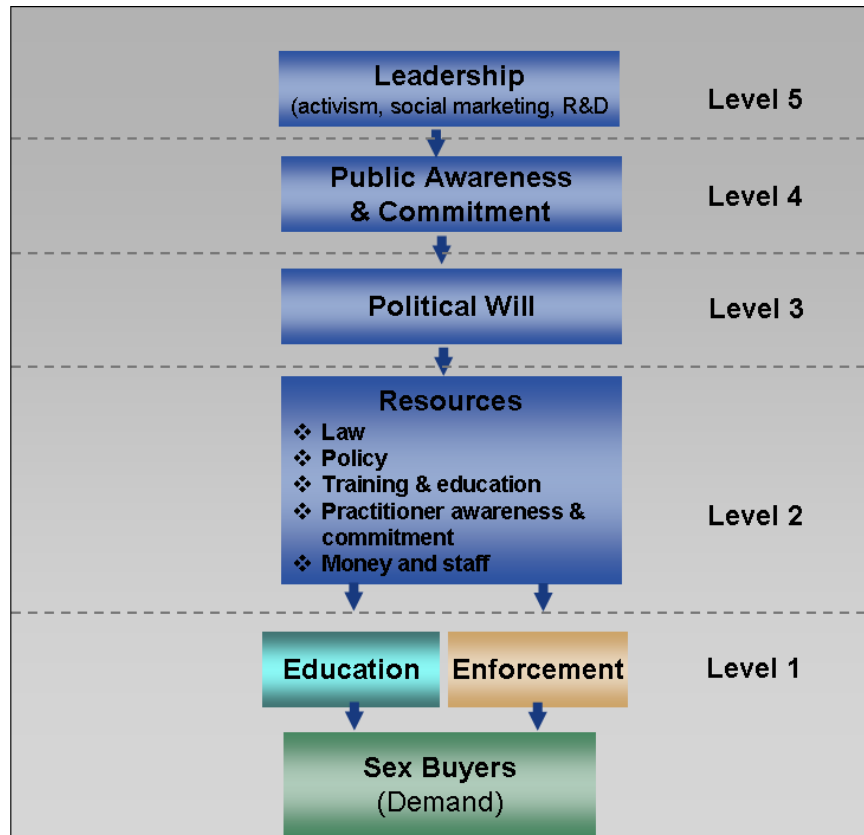 Leadership
(activism, social marketing, R&D
Level 5
Public Awareness
& Commitment
Level 4
Political Will
Level 3
Resources
❖ Law
❖ Policy
❖ Training & education
❖ Practitioner awareness &
commitment
❖ Money and staff
Level 2
Education
Enforcement
Level 1
Sex Buyers
(Demand)